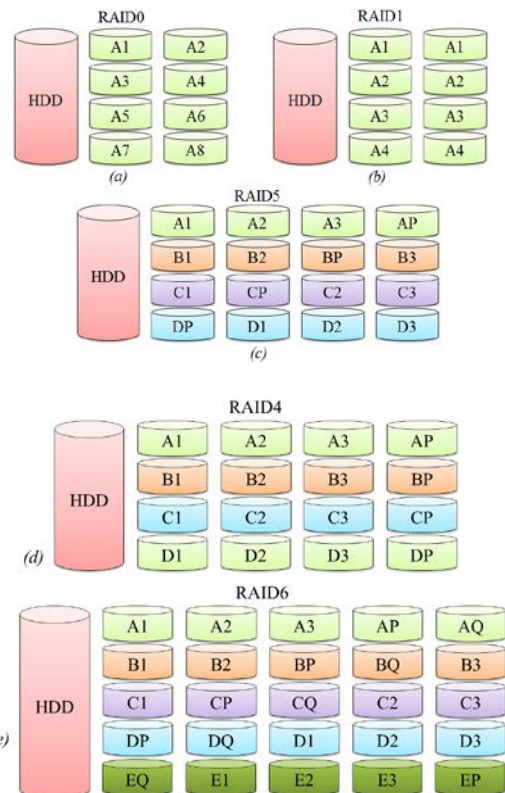 RAID0
RAID1
A1 A2
A1 A1
A3 A4
A2 A2
HDD
HDD
A5 A6
A3 A3
A7 A8
A4 A4
(a)
(b)
RAID5
A1 A2 A3 AP
B1 B2 BP B3
HDD
C1 CP C2 C3
DP D1 D2 D3
(c)
RAID4
A1 A2 A3 AP
B1 B2 B3 BP
HDD
C1 C2 C3 CP
(d)
D1 D2 D3 DP
RAID6
A1 A2 A3 AP AQ
B1 B2 BP BQ B3
HDD
C1 CP CQ C2 C3
e)
DP DQ D1 D2 D3
EQ E1 E2 E3 EP